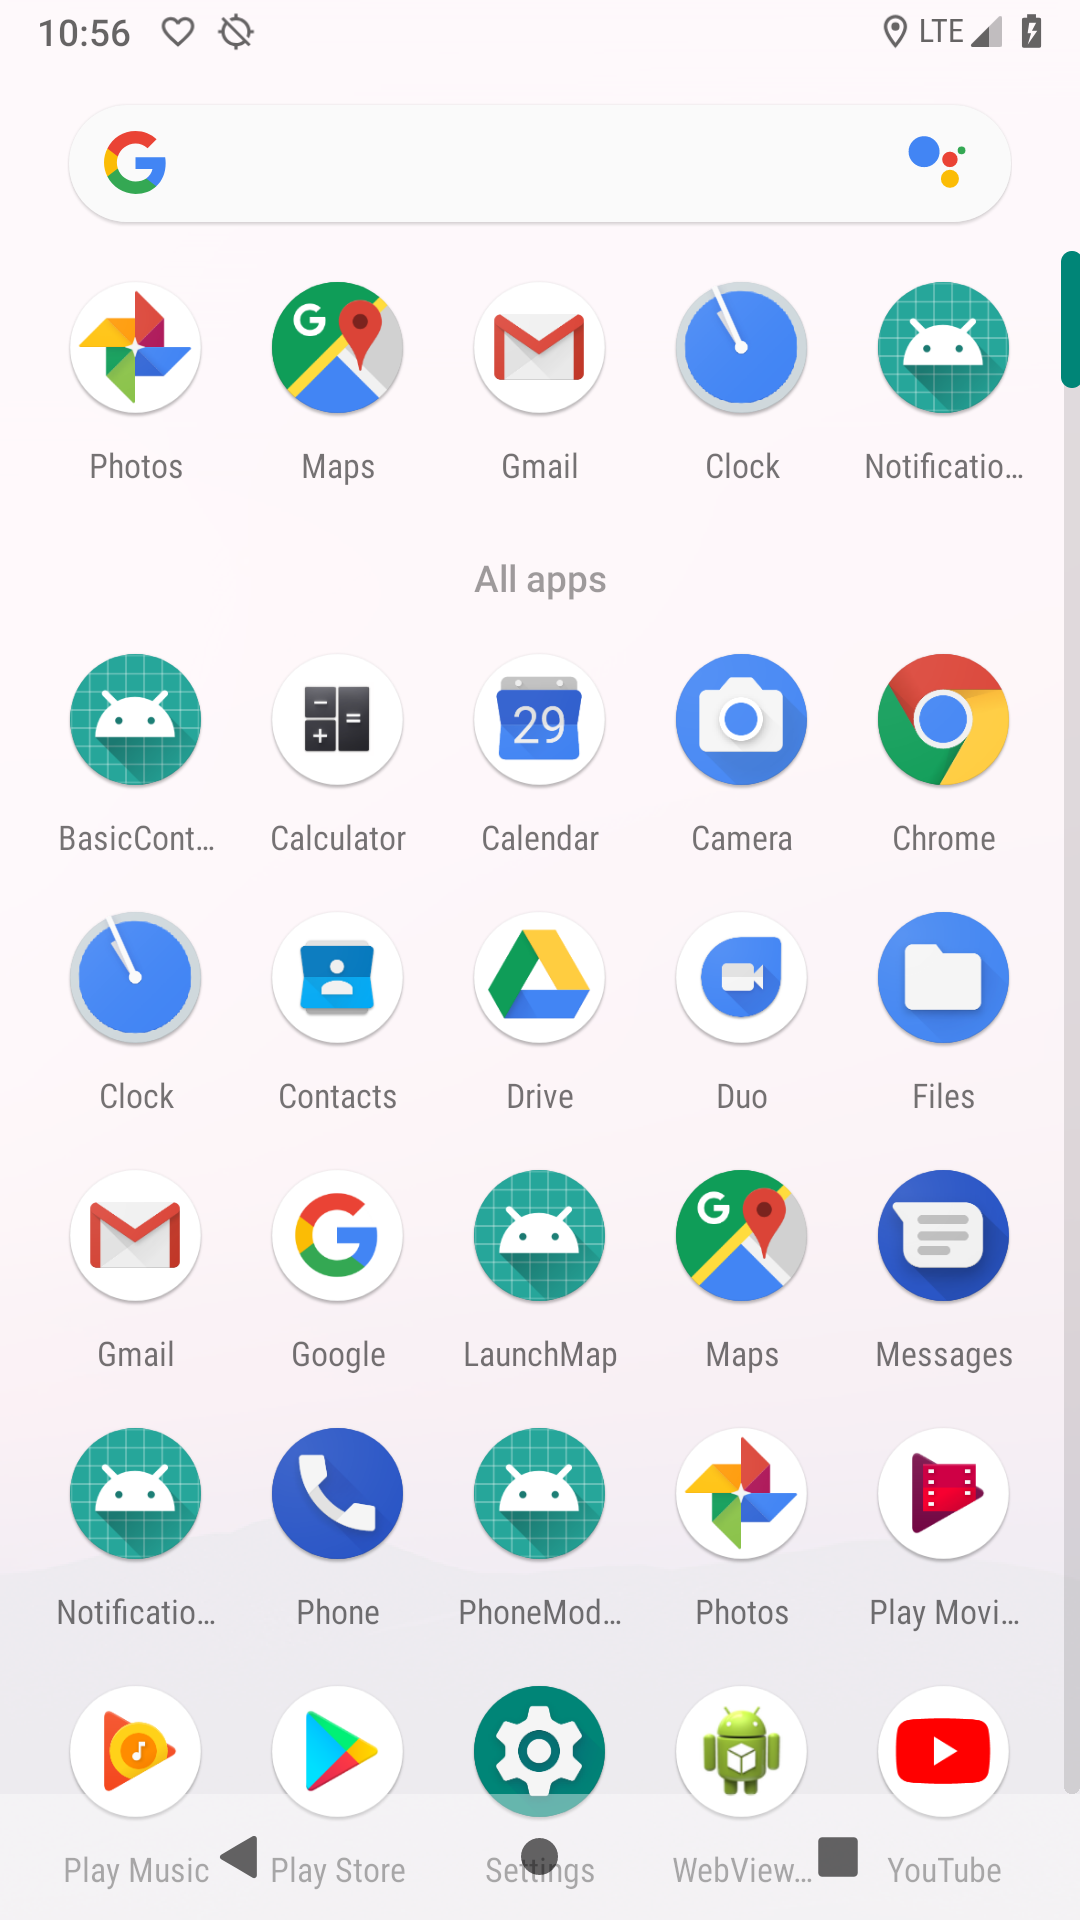 10:56 LTE
Photos Maps Gmail Clock Notificatio...
All apps
BasicCont... Calculator Calendar Camera Chrome
29
Clock Contacts Drive Duo Files
Gmail Google LaunchMap Maps Messages
Notificatio... Phone PhoneMod... Photos Play Movi...
Play Music Play Store Settings WebView... YouTube